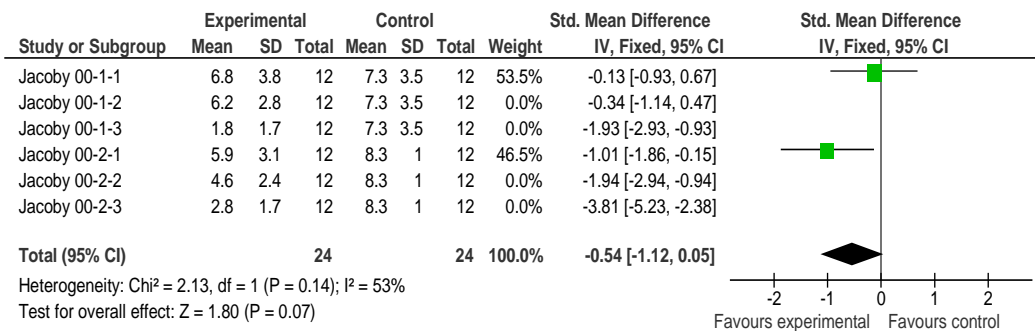 Experimental Control Std. Mean Difference Std. Mean Difference
Study or Subgroup Mean SD Total Mean SD Total Weight IV, Fixed, 95% CI IV, Fixed, 95% CI
Jacoby 00-1-1 6.8 3.8 12 7.3 3.5 12 53.5% -0.13 [-0.93, 0.67]
Jacoby 00-1-2 6.2 2.8 12 7.3 3.5 12 0.0% -0.34 [-1.14, 0.47]
Jacoby 00-1-3 1.8 1.7 12 7.3 3.5 12 0.0% -1.93 [-2.93, -0.93]
Jacoby 00-2-1 5.9 3.1 12 8.3 1 12 46.5% -1.01 [-1.86, -0.15]
Jacoby 00-2-2 4.6 2.4 12 8.3 1 12 0.0% -1.94 [-2.94, -0.94]
Jacoby 00-2-3 2.8 1.7 12 8.3 1 12 0.0% -3.81 [-5.23, -2.38]
Total (95% CI) 24 24 100.0% -0.54 [-1.12, 0.05]
Heterogeneity: Chi² = 2.13, df = 1 (P = 0.14); I² = 53%
Test for overall effect: Z = 1.80 (P = 0.07)
-2 -1 0 1 2
Favours experimental Favours control